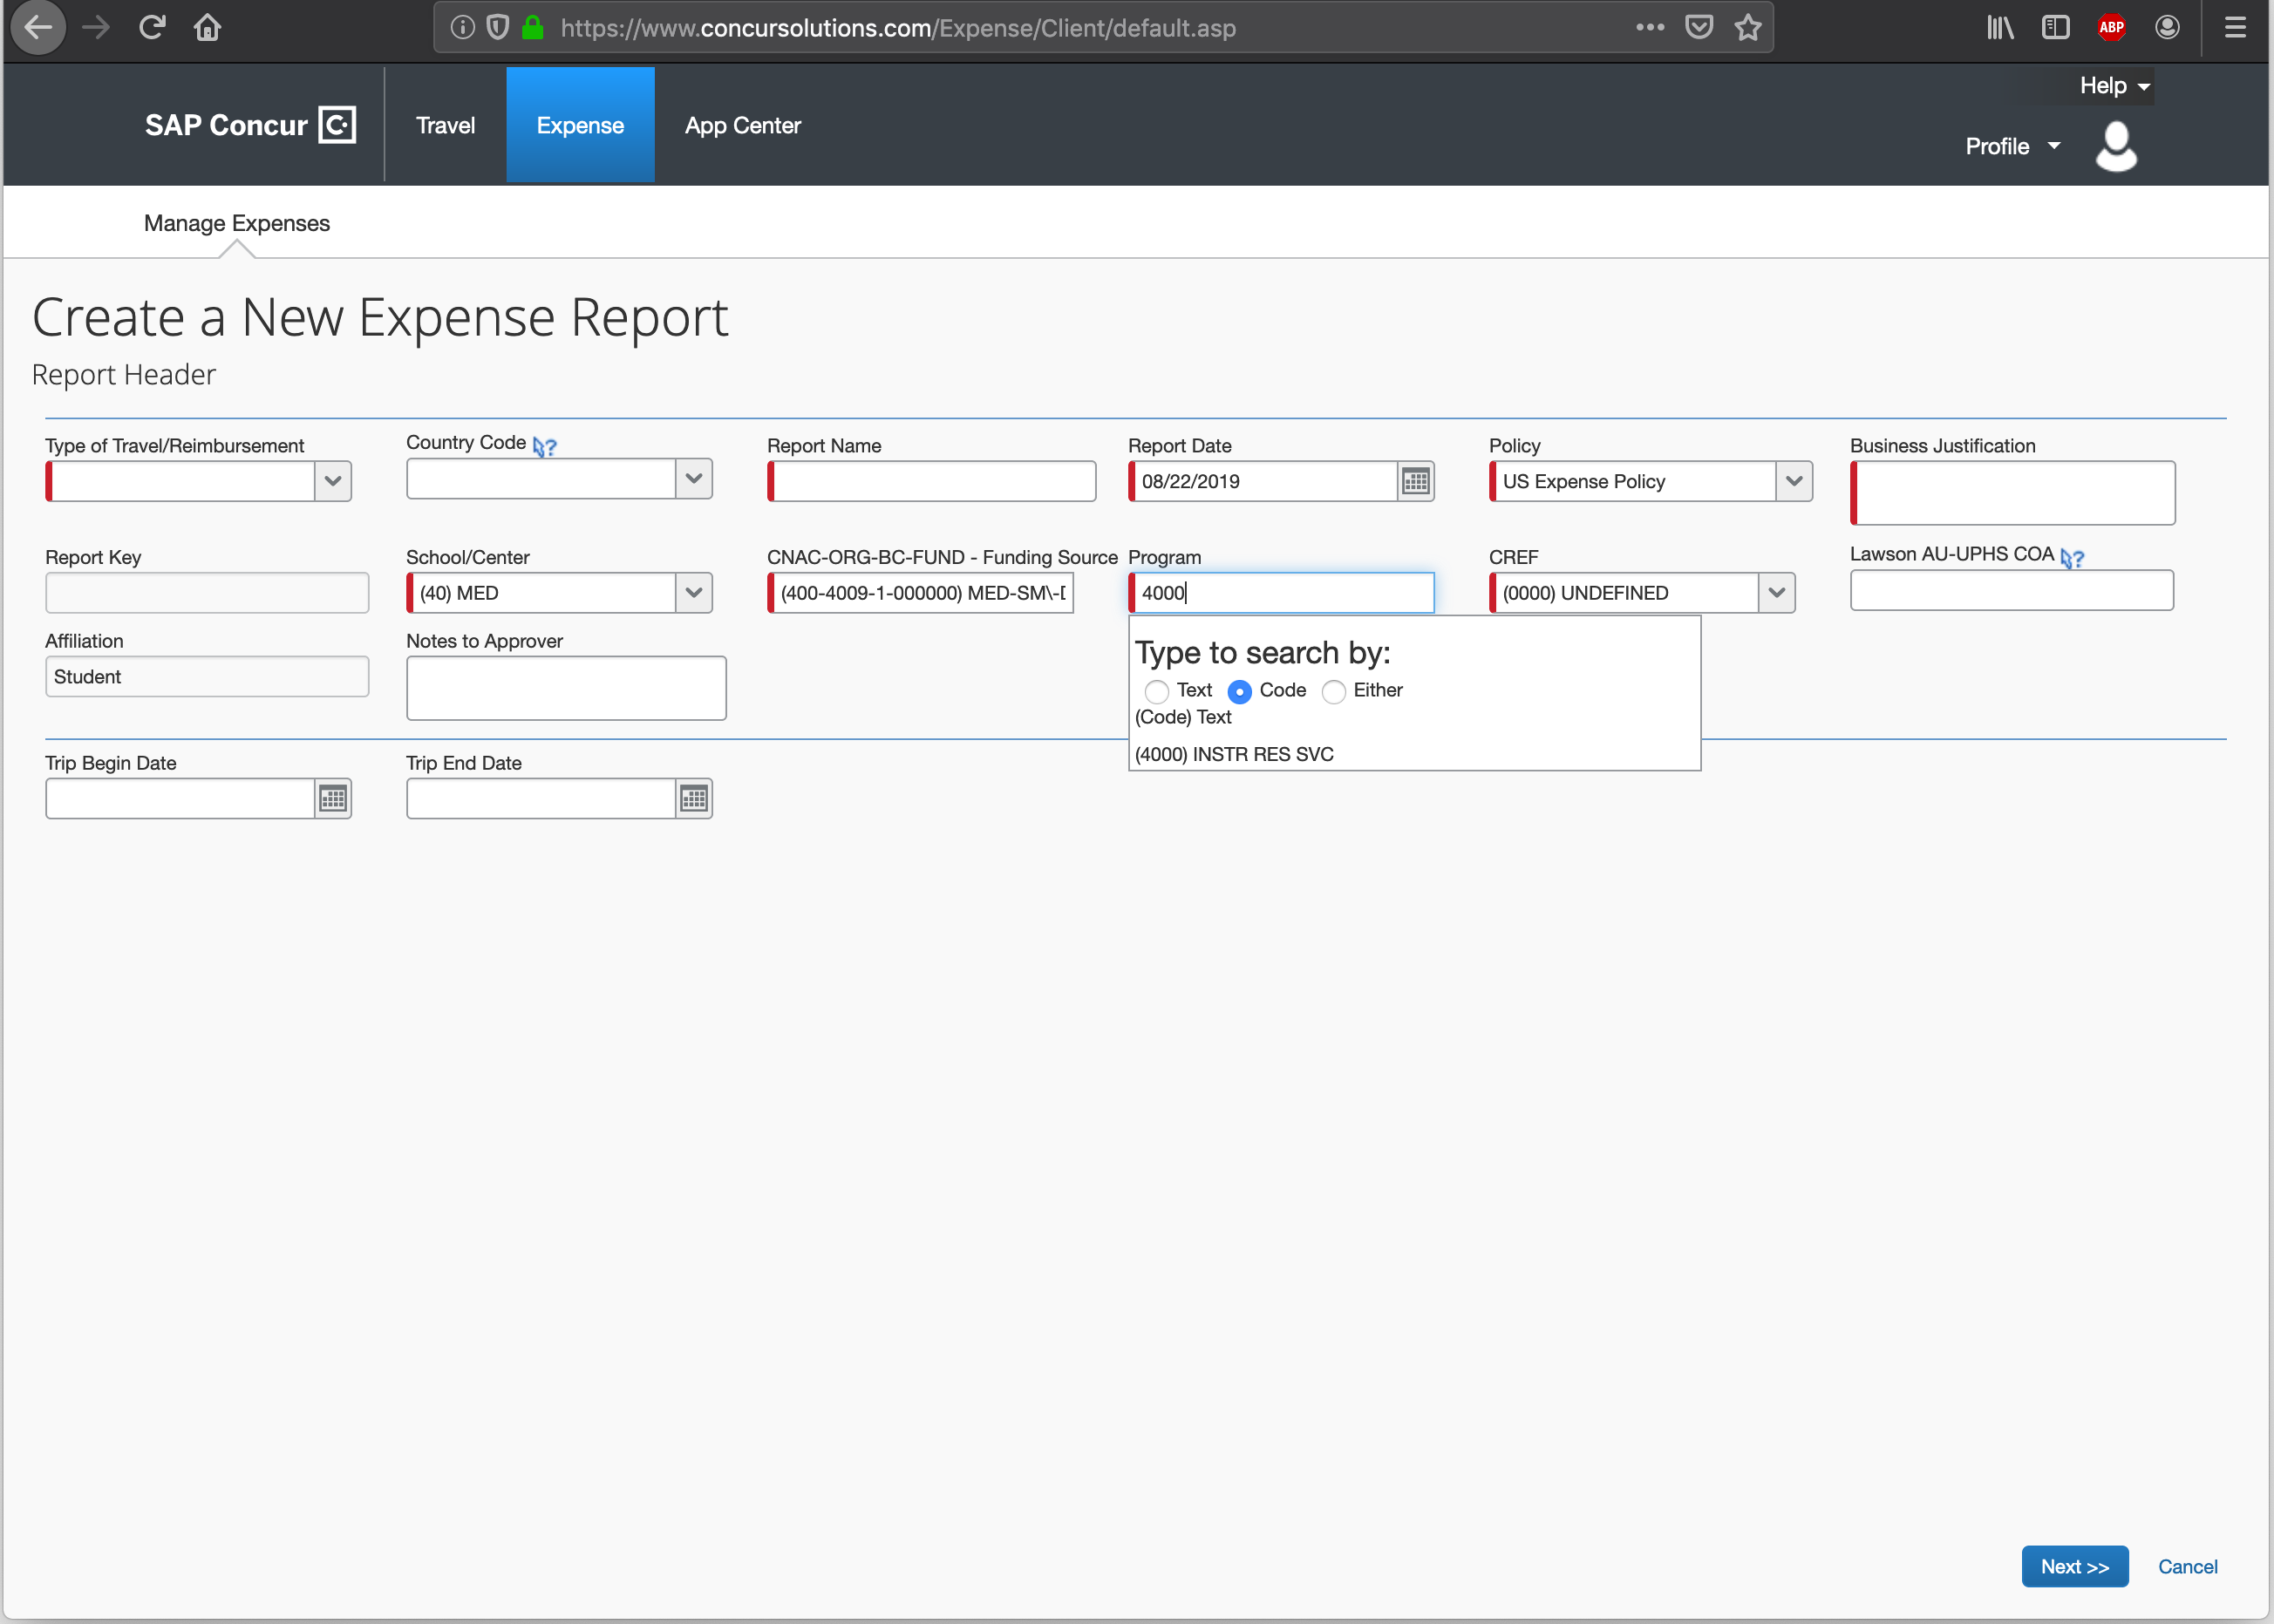 https://www.concursolutions.com/Expense/Client/default.asp
ABP
Help
SAP Concur C
Travel
Expense
App Center
Profile
Manage Expenses
Create a New Expense Report
Report Header
Type of Travel/Reimbursement
Country Code ?
Report Name
Report Date
Policy
Business Justification
08/22/2019
US Expense Policy
Report Key
School/Center
CNAC-ORG-BC-FUND - Funding Source
Program
CREF
Lawson AU-UPHS COA ?
(40) MED
(400-4009-1-000000) MED-SM\-D
4000
(0000) UNDEFINED
Affiliation
Notes to Approver
Student
Type to search by:
Text Code Either
(Code) Text
(4000) INSTR RES SVC
Trip Begin Date
Trip End Date
Next >>
Cancel